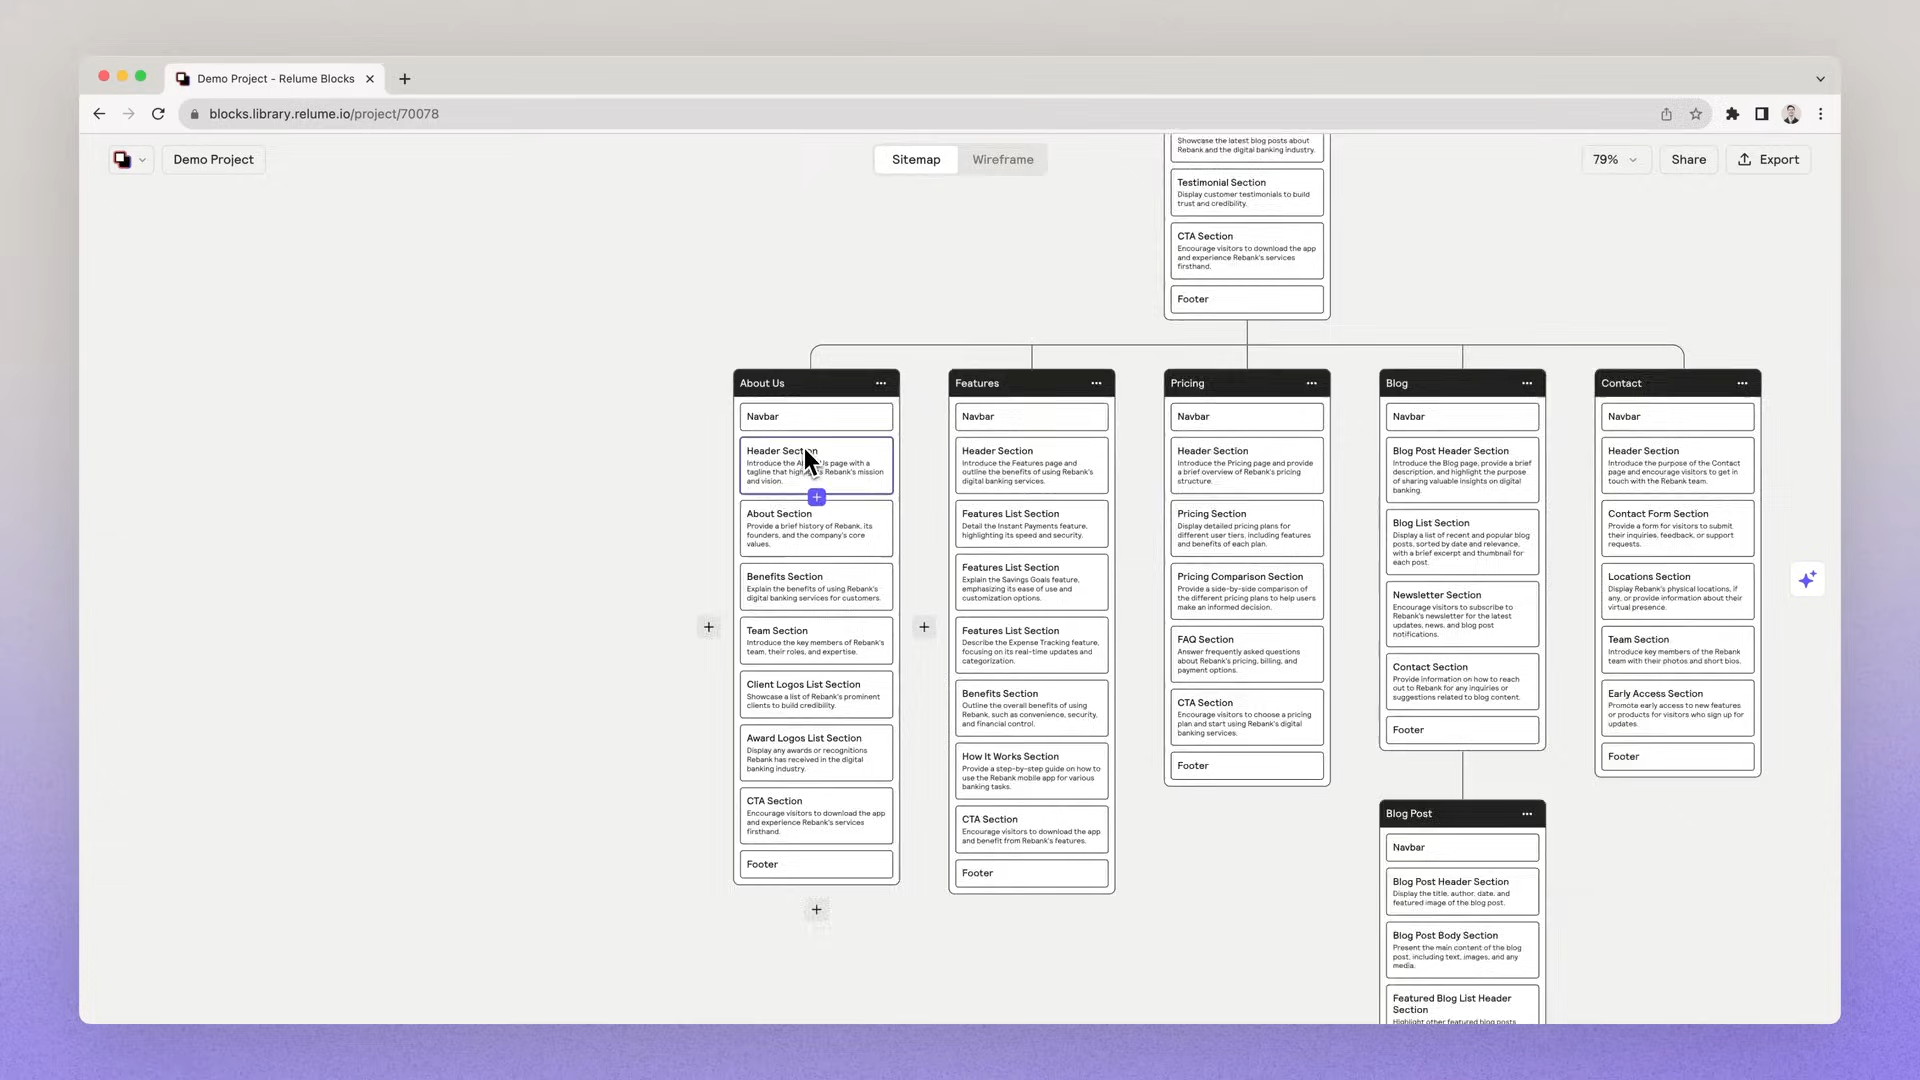 Demo Project - Relume Blocks
blocks.library.relume.io/project/70078
Demo Project
Sitemap
Wireframe
79%
Share
Export
Showcase the latest blog posts about
Rebank and the digital banking industry.
Testimonial Section
Display customer testimonials to build
trust and credibility.
CTA Section
Encourage visitors to download the app
and experience Rebank's services
firsthand.
Footer
About Us
Navbar
Header Section
Introduce the page with a
tagline that Rebank's mission
and vision.
About Section
Provide a brief history of Rebank, its
founders, and the company's core
values.
Benefits Section
Explain the benefits of using Rebank's
digital banking services for customers.
Team Section
Introduce the key members of Rebank's
team, their roles, and expertise.
Client Logos List Section
Showcase a list of Rebank's prominent
clients to build credibility.
Award Logos List Section
Display any awards or recognitions
Rebank has received in the digital
banking industry.
CTA Section
Encourage visitors to download the app
and experience Rebank's services
firsthand.
Footer
Features
Navbar
Header Section
Introduce the Features page and
outline the benefits of using Rebank's
digital banking services.
Features List Section
Detail the Instant Payments feature,
highlighting its speed and security.
Features List Section
Explain the Savings Goals feature,
emphasizing its ease of use and
customization options.
Features List Section
Describe the Expense Tracking feature,
focusing on its real-time updates and
categorization.
Benefits Section
Outline the overall benefits of using
Rebank, such as convenience, security,
and financial control.
How It Works Section
Provide a step-by-step guide on how to
use the Rebank mobile app for various
banking tasks.
CTA Section
Encourage visitors to download the app
and benefit from Rebank's features.
Footer
Pricing
Navbar
Header Section
Introduce the Pricing page and provide
a brief overview of Rebank's pricing
structure.
Pricing Section
Display detailed pricing plans for
different user tiers, including features
and benefits of each plan.
Pricing Comparison Section
Provide a side-by-side comparison of
the different pricing plans to help users
make an informed decision.
FAQ Section
Answer frequently asked questions
about Rebank's pricing, billing, and
payment options.
CTA Section
Encourage visitors to choose a pricing
plan and start using Rebank's digital
banking services.
Footer
Blog
Navbar
Blog Post Header Section
Introduce the Blog page, provide a brief
description, and highlight the purpose
of sharing valuable insights on digital
banking.
Blog List Section
Display a list of recent and popular blog
posts, sorted by date and relevance,
with a brief excerpt and thumbnail for
each post.
Newsletter Section
Encourage visitors to subscribe to
Rebank's newsletter for the latest
updates, news, and blog post
notifications.
Contact Section
Provide information on how to reach
out to Rebank for any inquiries or
suggestions related to blog content.
Footer
Blog Post
Navbar
Blog Post Header Section
Display the title, author, date, and
featured image of the blog post.
Blog Post Body Section
Present the main content of the blog
post, including text, images, and any
media.
Featured Blog List Header
Section
Highlight other featured blog posts
Contact
Navbar
Header Section
Introduce the purpose of the Contact
page and encourage visitors to get in
touch with the Rebank team.
Contact Form Section
Provide a form for visitors to submit
their inquiries, feedback, or support
requests.
Locations Section
Display Rebank's physical locations, if
any, or provide information about their
virtual presence.
Team Section
Introduce key members of the Rebank
team with their photos and short bios.
Early Access Section
Promote early access to new features
or products for visitors who sign up for
updates.
Footer